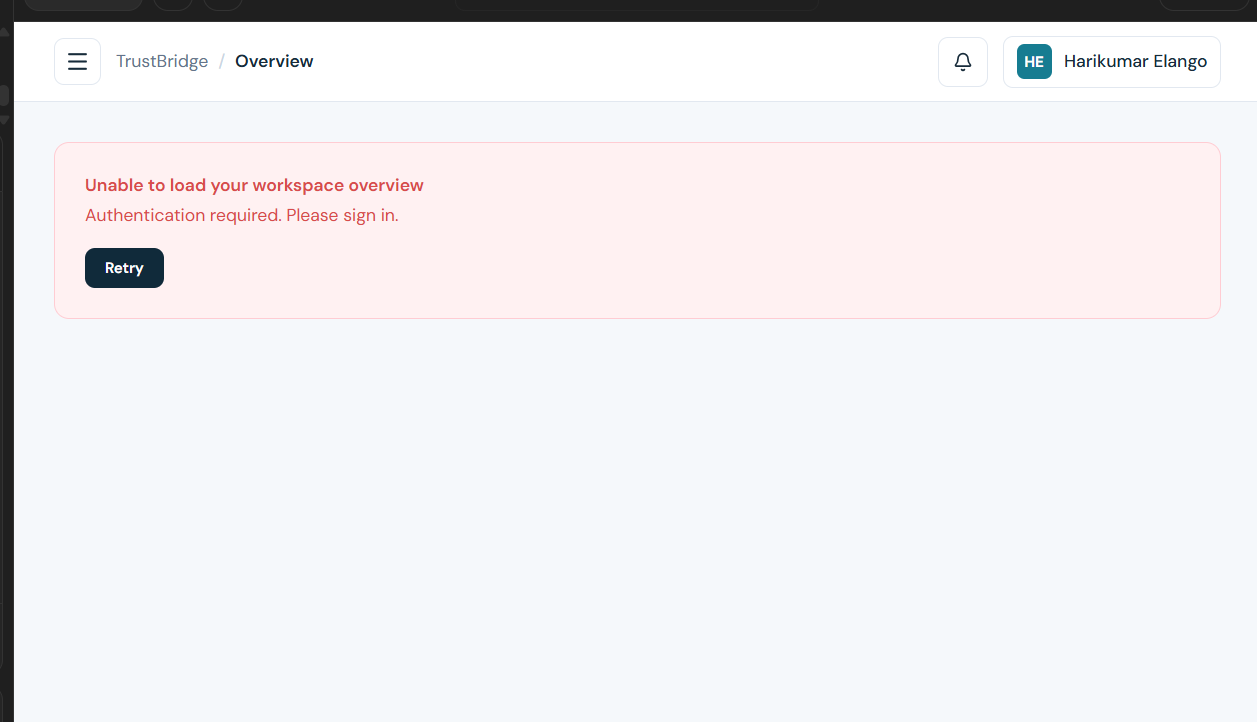 TrustBridge / Overview
HE Harikumar Elango
Unable to load your workspace overview
Authentication required. Please sign in.
Retry